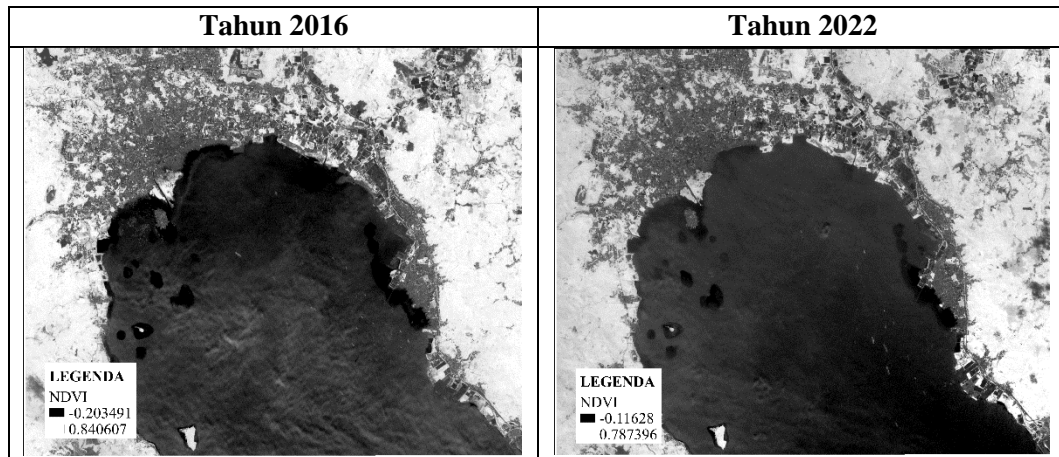 Tahun 2016
Tahun 2022
LEGENDA
NDVI
-0.203491
0.840607
LEGENDA
NDVI
-0.11628
0.787396